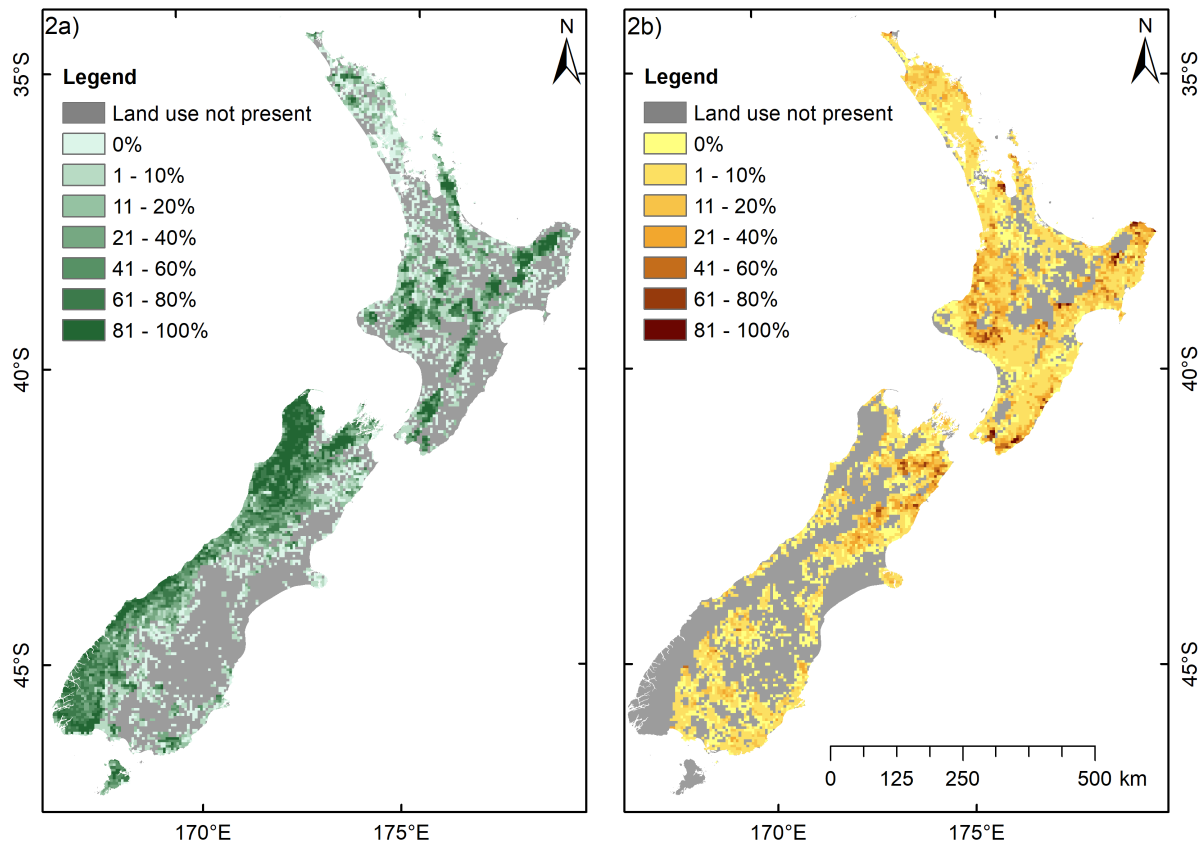 2a)
N
Legend
Land use not present
0%
1 - 10%
11 - 20%
21 - 40%
41 - 60%
61 - 80%
81 - 100%
35°S
40°S
45°S
170°E
175°E
2b)
N
Legend
Land use not present
0%
1 - 10%
11 - 20%
21 - 40%
41 - 60%
61 - 80%
81 - 100%
35°S
40°S
45°S
0 125 250 500 km
170°E
175°E